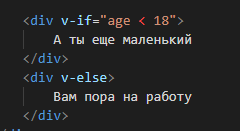 <div v-if="age < 18">
А ты еще маленький
</div>
<div v-else>
Вам пора на работу
</div>